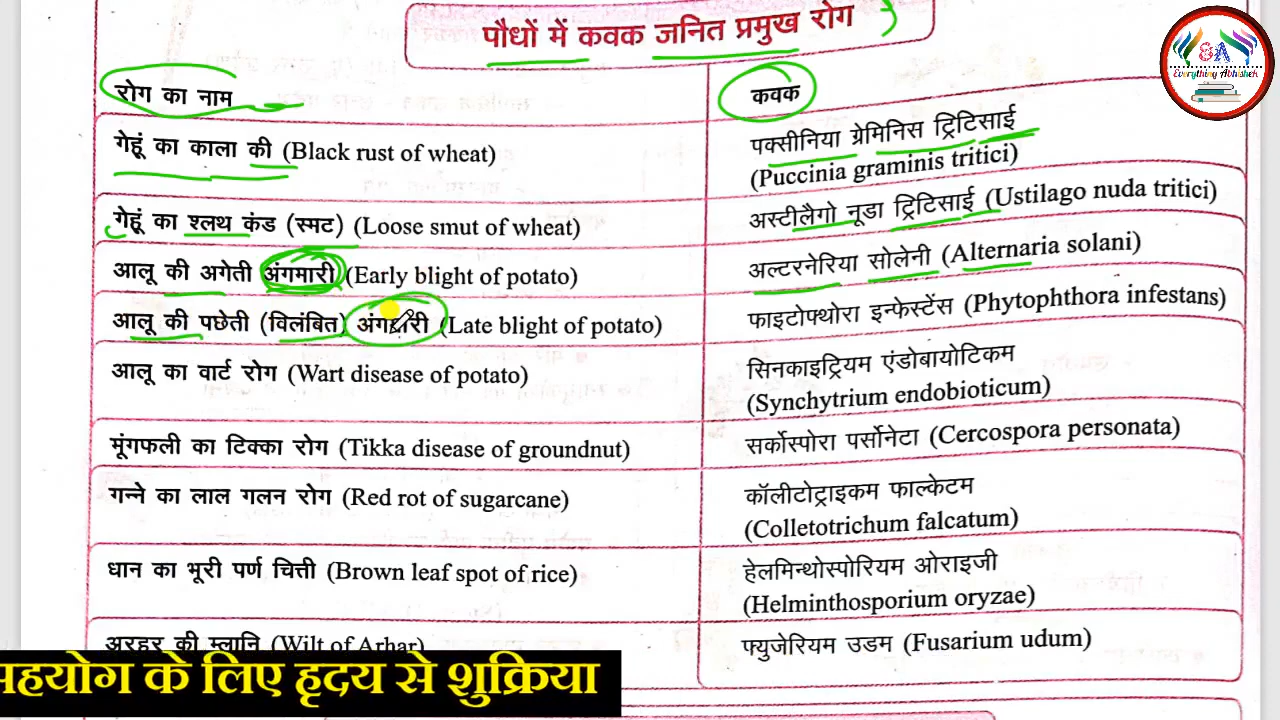 पौधों में कवक जनित प्रमुख रोग
SA
Everything Abhishek
रोग का नाम
कवक
गेहूं का काला की (Black rust of wheat)
पक्सीनिया ग्रेमिनिस ट्रिटिसाई
(Puccinia graminis tritici)
गेहूं का श्लथ कंड (स्मट) (Loose smut of wheat)
अस्टीलैगो नूडा ट्रिटिसाई (Ustilago nuda tritici)
आलू की अगेती अंगमारी (Early blight of potato)
अल्टरनेरिया सोलेनी (Alternaria solani)
आलू की पछेती (विलंबित) (Late blight of potato)
फाइटोफ्थोरा इन्फेस्टेंस (Phytophthora infestans)
आलू का वार्ट रोग (Wart disease of potato)
सिनकाइट्रियम एंडोबायोटिकम
(Synchytrium endobioticum)
मूंगफली का टिक्का रोग (Tikka disease of groundnut)
सर्कोस्पोरा पर्सोनेटा (Cercospora personata)
गन्ने का लाल गलन रोग (Red rot of sugarcane)
कॉलीटोट्राइकम फाल्केटम
(Colletotrichum falcatum)
धान का भूरी पर्ण चित्ती (Brown leaf spot of rice)
हेलमिन्थोस्पोरियम ओराइजी
(Helminthosporium oryzae)
अरहर की म्लानि (Wilt of Arhar)
फ्युजेरियम उडम (Fusarium udum)
सहयोग के लिए हृदय से शुक्रिया